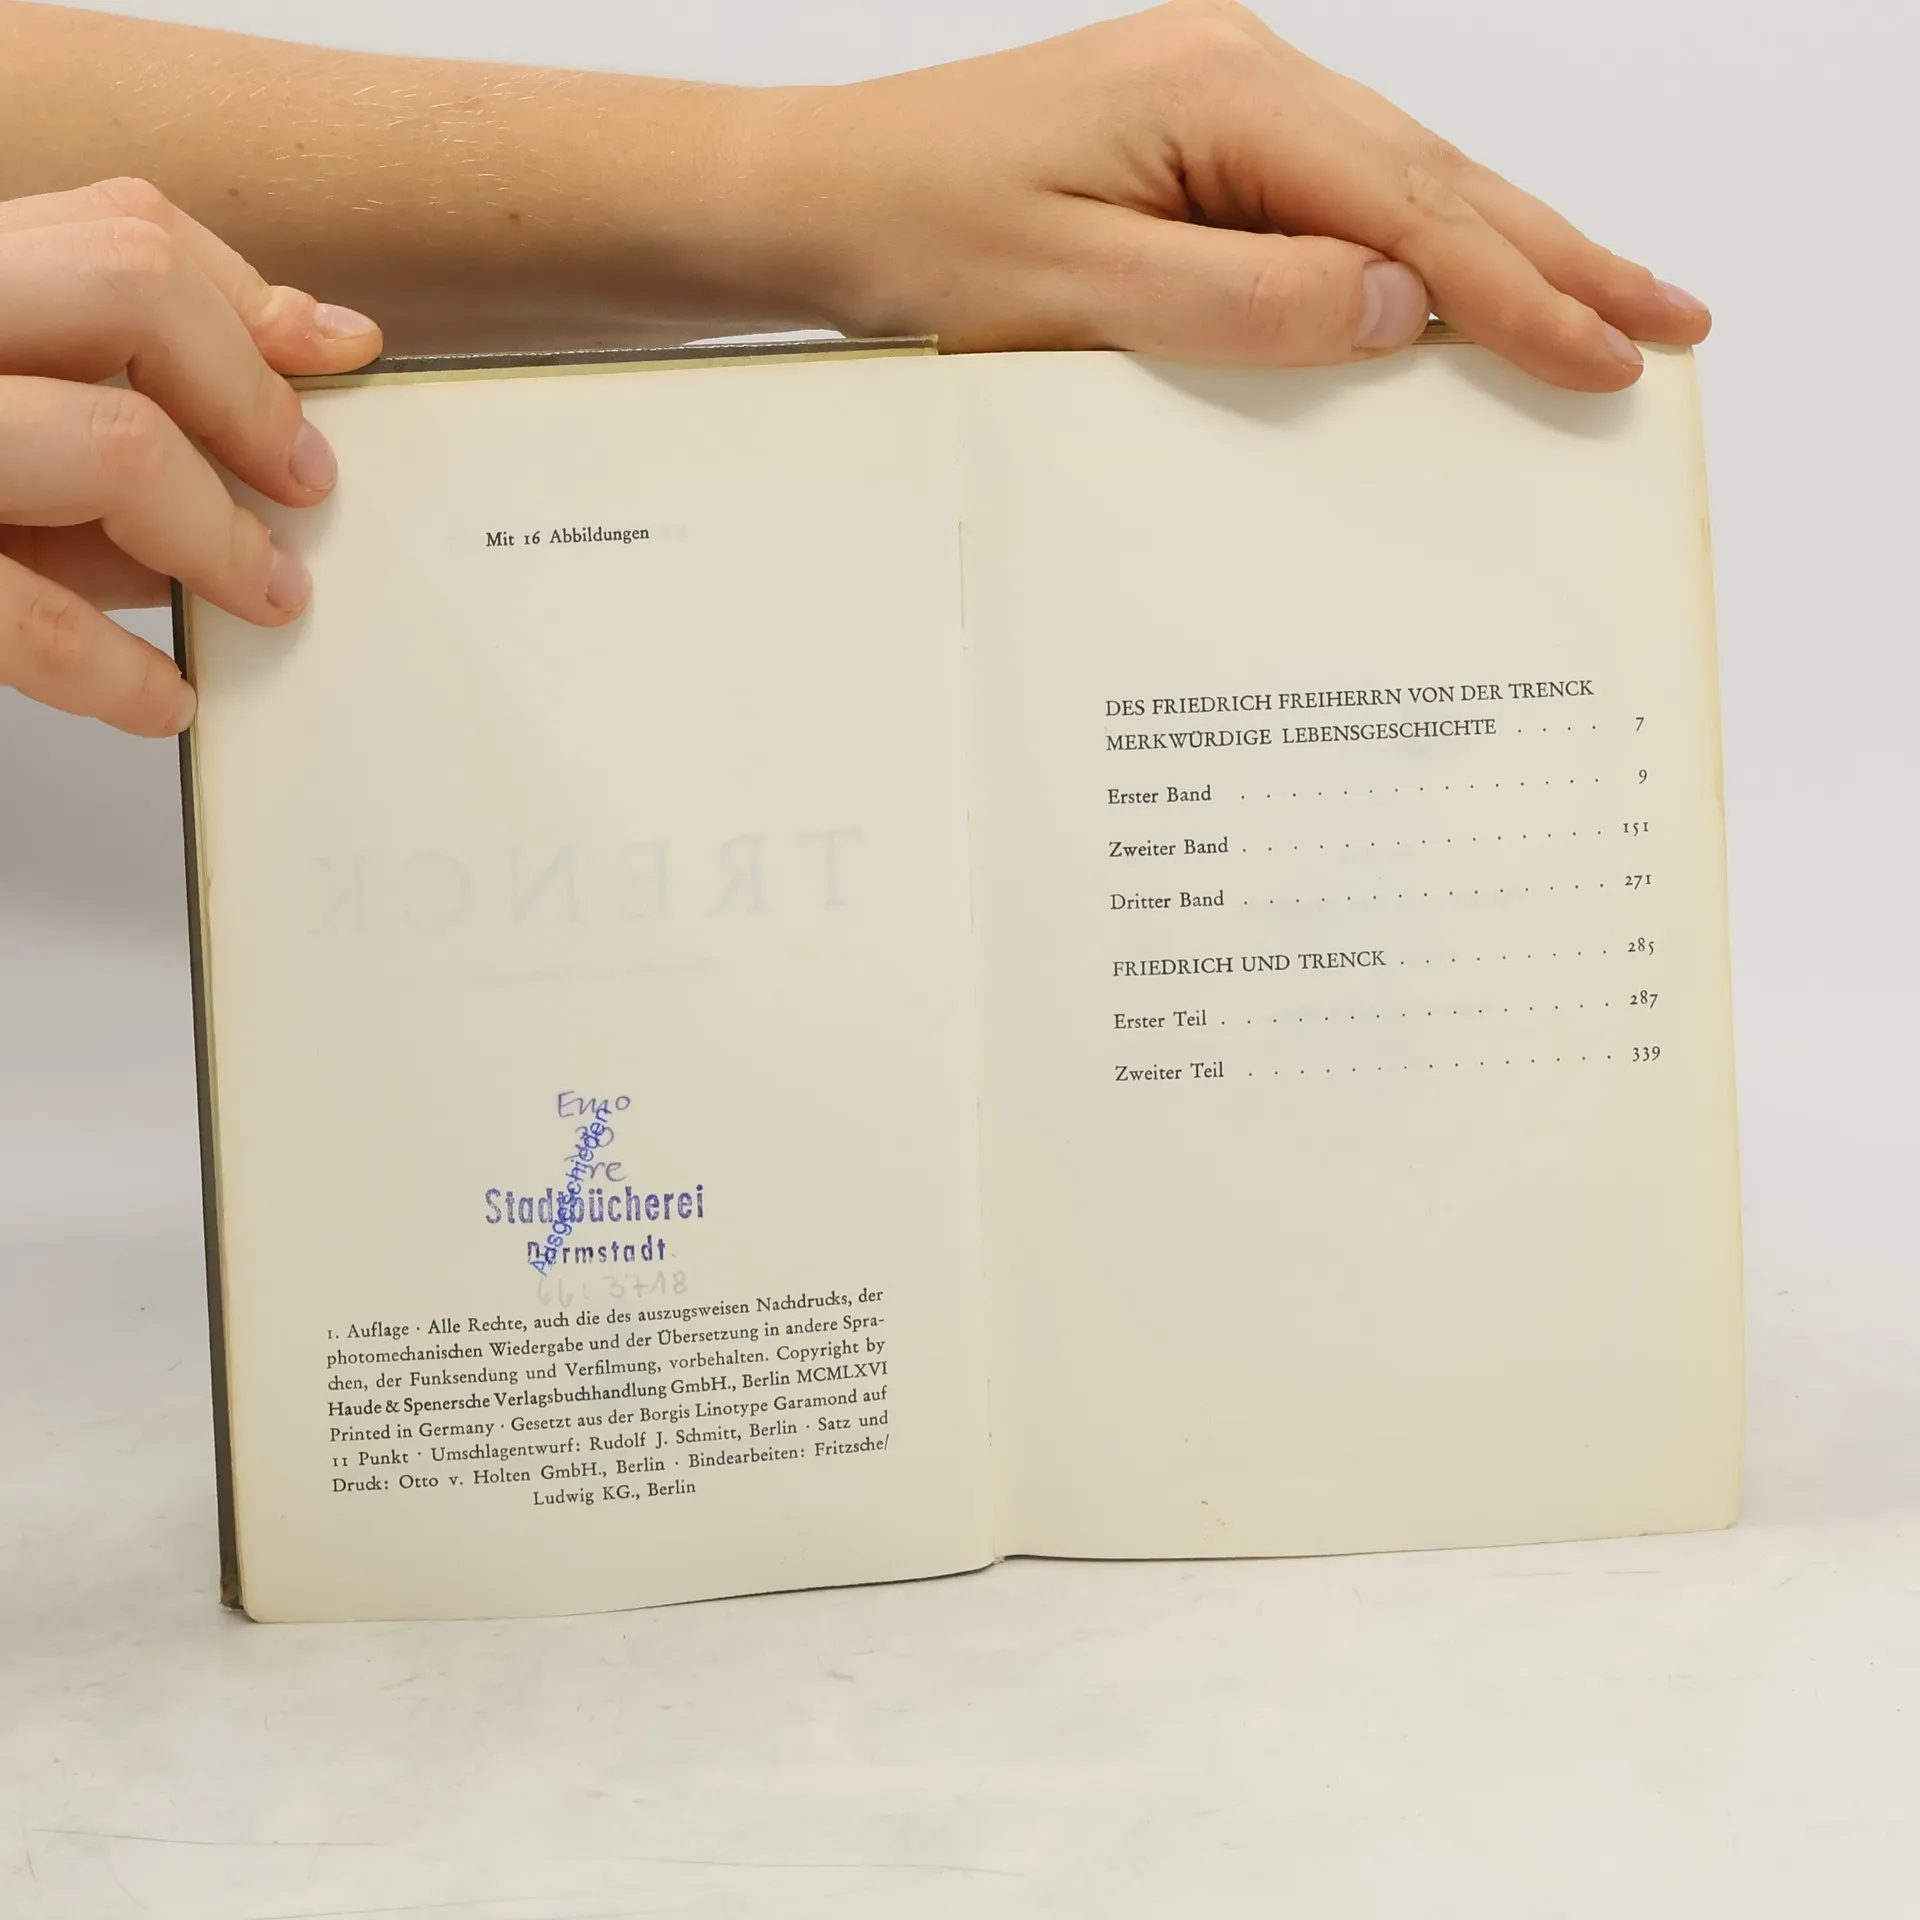 Mit 16 Abbildungen
TRENCK
Emo
re
Ausgeschieden
Stadtbücherei
Darmstadt
66: 3718
1. Auflage · Alle Rechte, auch die des auszugsweisen Nachdrucks, der
photomechanischen Wiedergabe und der Übersetzung in andere Spra-
chen, der Funksendung und Verfilmung, vorbehalten. Copyright by
Haude & Spenersche Verlagsbuchhandlung GmbH., Berlin MCMLXVI
Printed in Germany · Gesetzt aus der Borgis Linotype Garamond auf
11 Punkt · Umschlagentwurf: Rudolf J. Schmitt, Berlin · Satz und
Druck: Otto v. Holten GmbH., Berlin · Bindearbeiten: Fritzsche/
Ludwig KG., Berlin
DES FRIEDRICH FREIHERRN VON DER TRENCK
MERKWÜRDIGE LEBENSGESCHICHTE . . . . 7
Erster Band . . . . . . . . . . . . . . . 9
Zweiter Band . . . . . . . . . . . . . . . 151
Dritter Band . . . . . . . . . . . . . . . 271
FRIEDRICH UND TRENCK . . . . . . . . . 285
Erster Teil . . . . . . . . . . . . . . . . 287
Zweiter Teil . . . . . . . . . . . . . . . 339